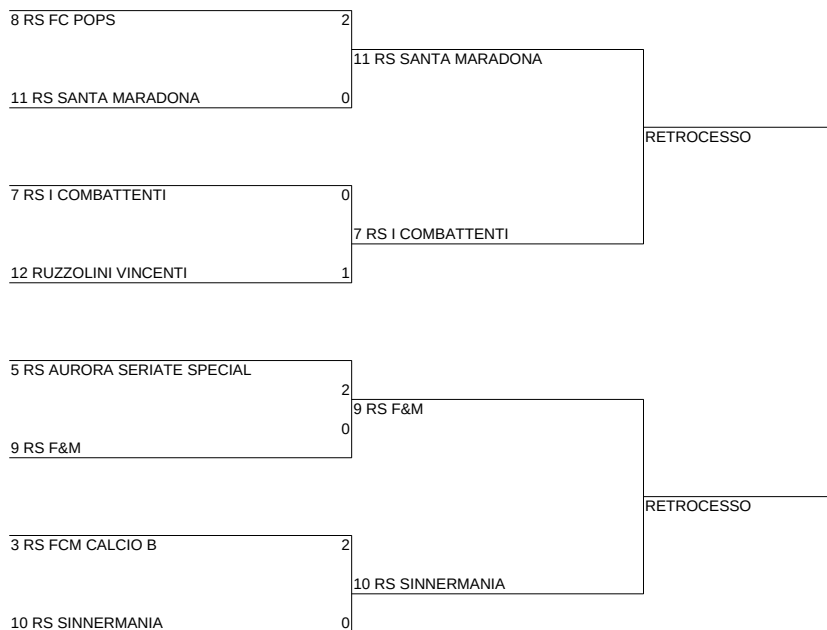 8 RS FC POPS 2
11 RS SANTA MARADONA
11 RS SANTA MARADONA 0
RETROCESSO
7 RS I COMBATTENTI 0
7 RS I COMBATTENTI
12 RUZZOLINI VINCENTI 1
5 RS AURORA SERIATE SPECIAL
2
9 RS F&M
0
9 RS F&M
RETROCESSO
3 RS FCM CALCIO B 2
10 RS SINNERMANIA
10 RS SINNERMANIA 0